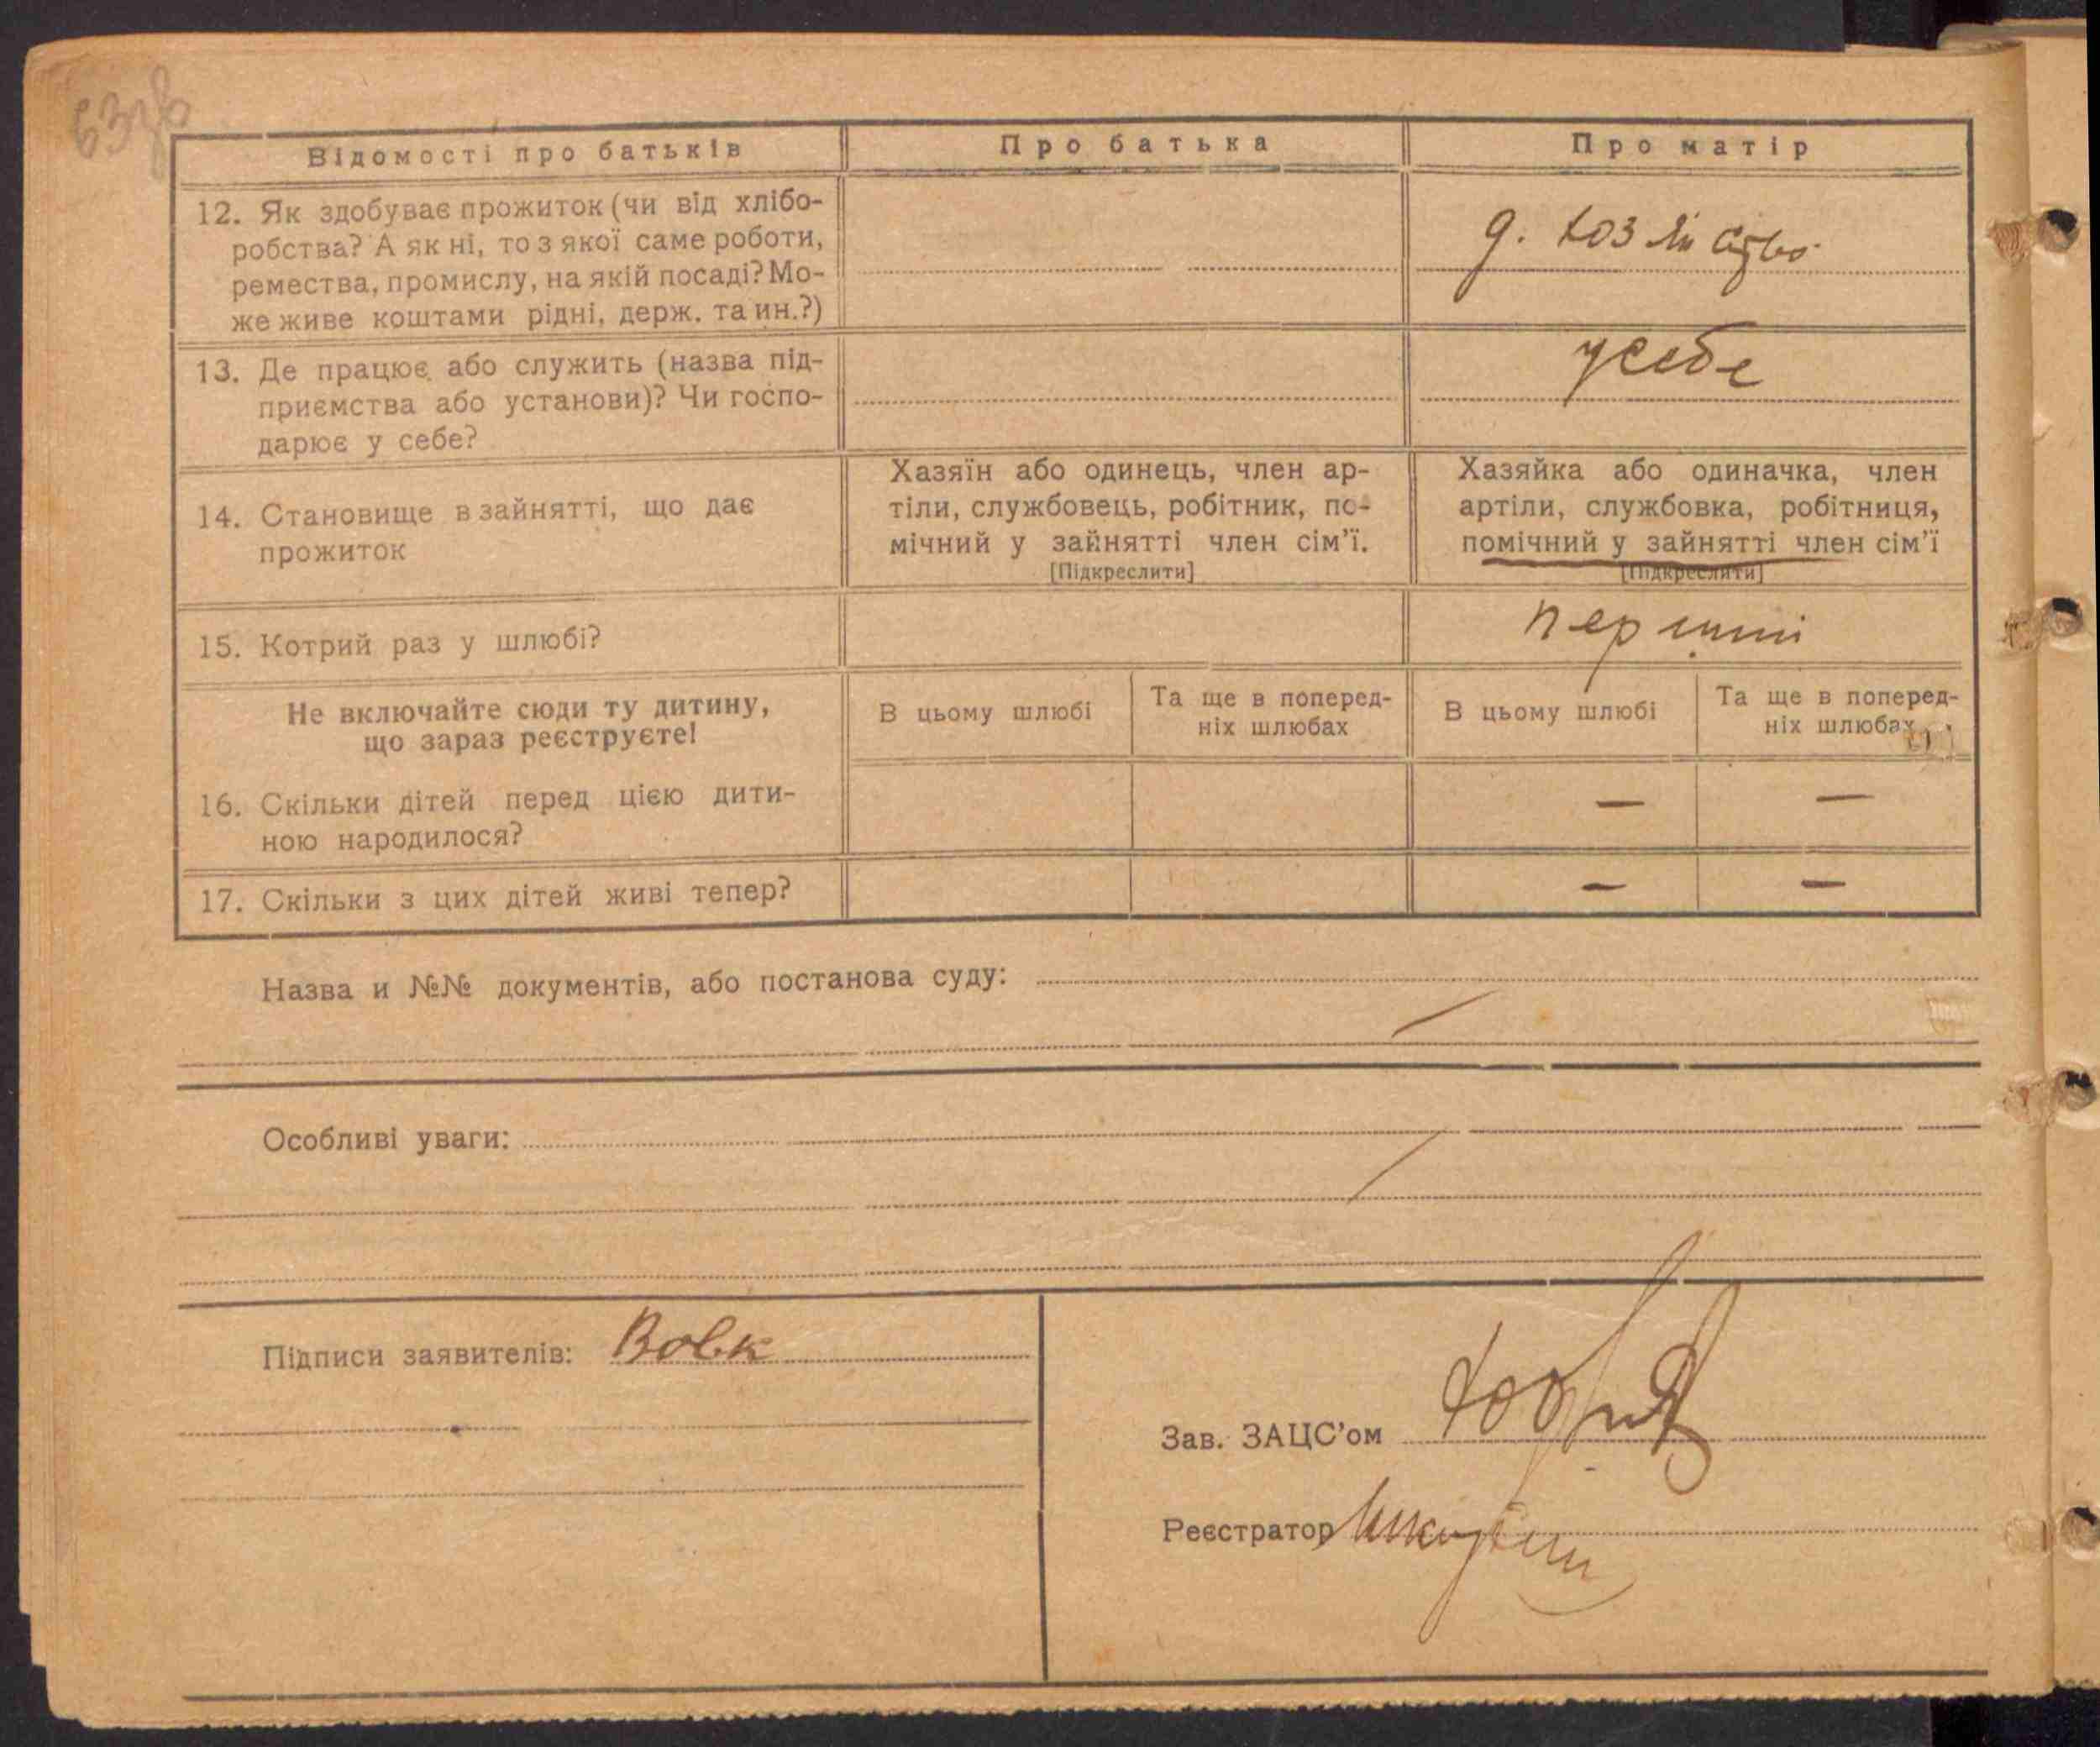 63зв
Відомості про батьків
Про батька
Про матір
12. Як здобуває прожиток (чи від хлібо-
робства? А як ні, то з якої саме роботи,
ремества, промислу, на якій посаді? Мо-
же живе коштами рідні, держ. та ин.?)
д. хозяйство
13. Де працює або служить (назва під-
приємства або установи)? Чи госпо-
дарює у себе?
у себе
14. Становище в зайнятті, що дає
прожиток
Хазяїн або одинець, член ар-
тіли, службовець, робітник, по-
мічний у зайнятті член сім’ї.
[Підкреслити]
Хазяйка або одиначка, член
артіли, службовка, робітниця,
помічний у зайнятті член сім’ї
[Підкреслити]
15. Котрий раз у шлюбі?
перший
Не включайте сюди ту дитину,
що зараз реєструєте!
В цьому шлюбі
Та ще в поперед-
ніх шлюбах
В цьому шлюбі
Та ще в поперед-
ніх шлюбах
16. Скільки дітей перед цією дити-
ною народилося?
— —
17. Скільки з цих дітей живі тепер?
— —
Назва и №№ документів, або постанова суду:
Особливі уваги:
Підписи заявителів: Вовк
Зав. ЗАЦС’ом
Реєстратор